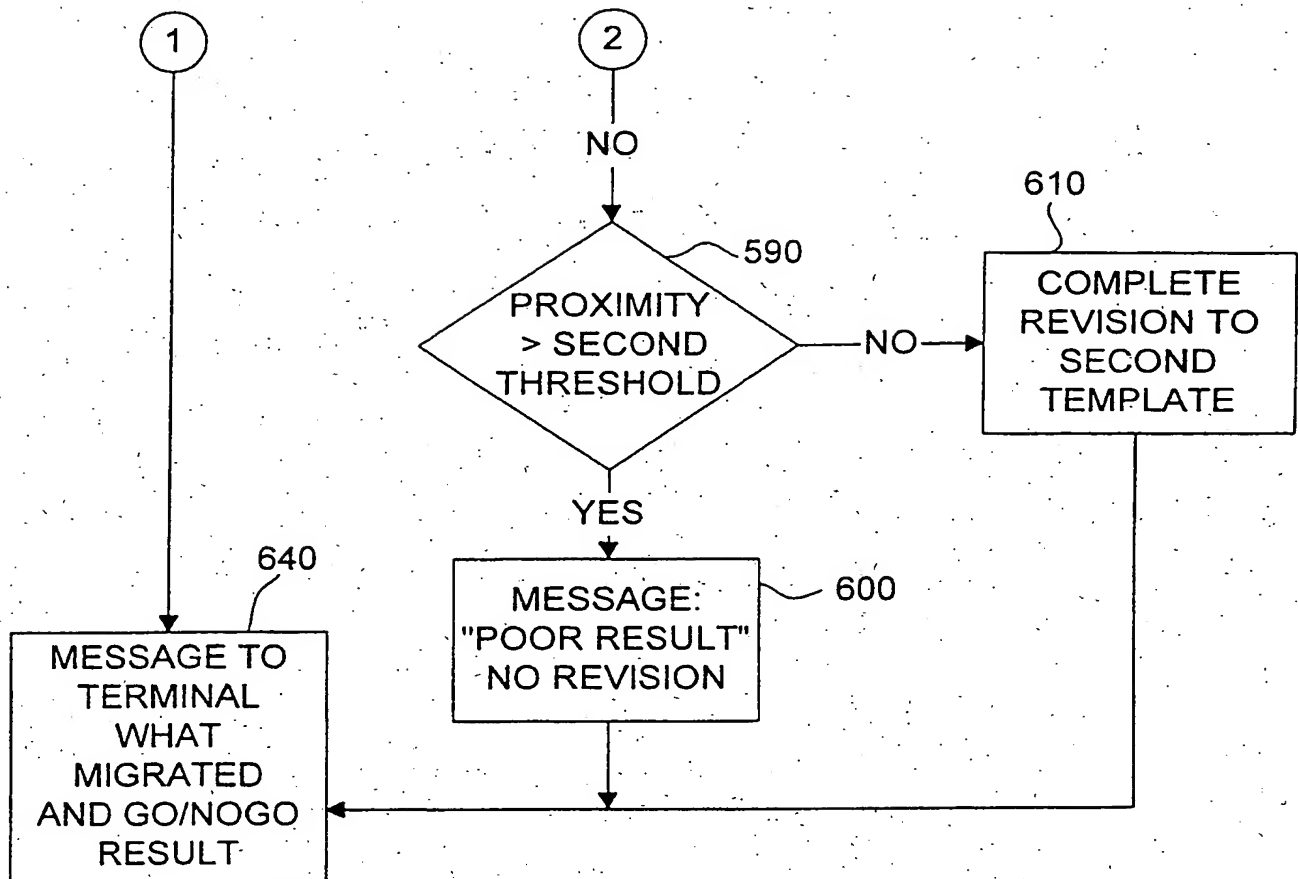 1
2
NO
590
PROXIMITY
> SECOND
THRESHOLD
NO
610
COMPLETE
REVISION TO
SECOND
TEMPLATE
YES
600
MESSAGE:
"POOR RESULT"
NO REVISION
640
MESSAGE TO
TERMINAL
WHAT
MIGRATED
AND GO/NOGO
RESULT